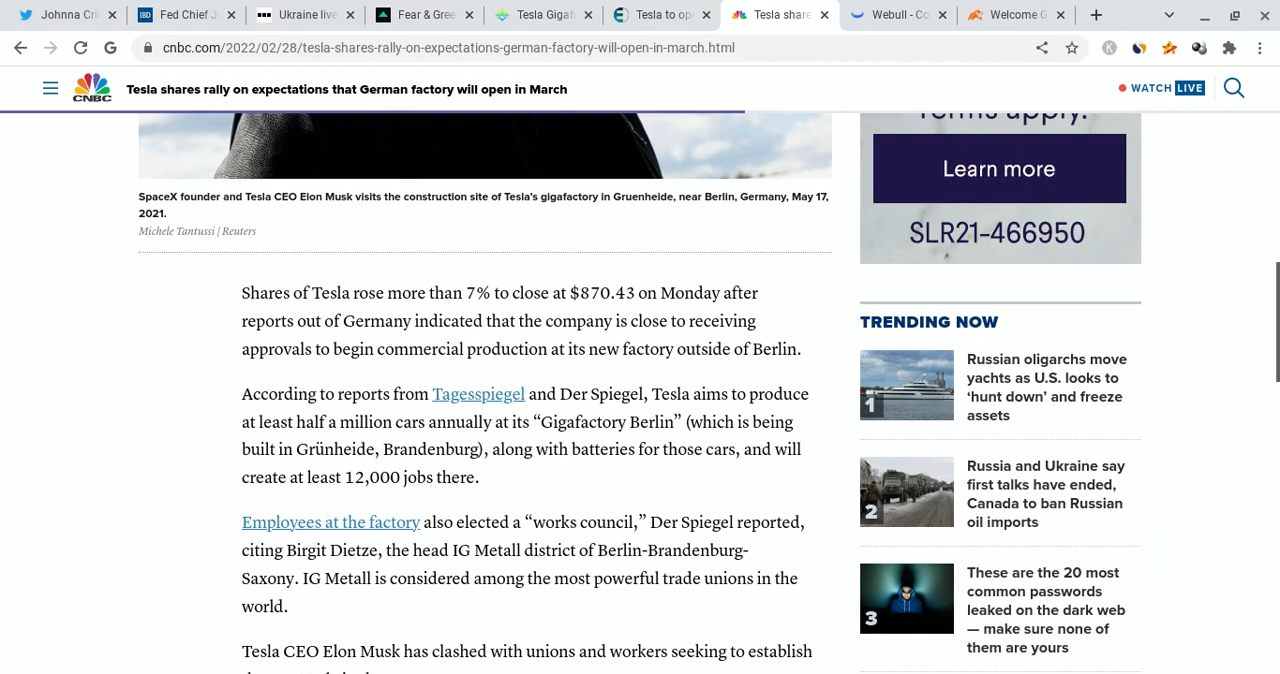 Johnna Cri
Fed Chief J
Ukraine live
Fear & Gree
Tesla Gigaf
Tesla to ope
Tesla share
Webull - Co
Welcome G
cnbc.com/2022/02/28/tesla-shares-rally-on-expectations-german-factory-will-open-in-march.html
CNBC
Tesla shares rally on expectations that German factory will open in March
WATCH LIVE
Terms apply.
Learn more
SLR21-466950
SpaceX founder and Tesla CEO Elon Musk visits the construction site of Tesla's gigafactory in Gruenheide, near Berlin, Germany, May 17,
2021.
Michele Tantussi | Reuters
Shares of Tesla rose more than 7% to close at $870.43 on Monday after
reports out of Germany indicated that the company is close to receiving
approvals to begin commercial production at its new factory outside of Berlin.
According to reports from Tagesspiegel and Der Spiegel, Tesla aims to produce
at least half a million cars annually at its “Gigafactory Berlin” (which is being
built in Grünheide, Brandenburg), along with batteries for those cars, and will
create at least 12,000 jobs there.
Employees at the factory also elected a “works council,” Der Spiegel reported,
citing Birgit Dietze, the head IG Metall district of Berlin-Brandenburg-
Saxony. IG Metall is considered among the most powerful trade unions in the
world.
Tesla CEO Elon Musk has clashed with unions and workers seeking to establish
TRENDING NOW
1
Russian oligarchs move
yachts as U.S. looks to
‘hunt down’ and freeze
assets
2
Russia and Ukraine say
first talks have ended,
Canada to ban Russian
oil imports
3
These are the 20 most
common passwords
leaked on the dark web
— make sure none of
them are yours